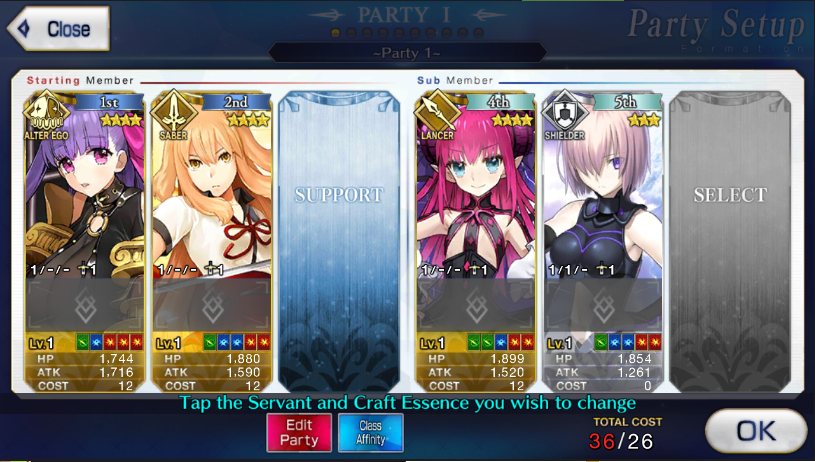 Close
PARTY I
~Party 1~
Party Setup
Formation
Starting Member
Sub Member
1st
ALTER EGO
1/-/- 1
Lv.1
HP 1,744
ATK 1,716
COST 12
2nd
SABER
1/-/- 1
Lv.1
HP 1,880
ATK 1,590
COST 12
SUPPORT
4th
LANCER
1/-/- 1
Lv.1
HP 1,899
ATK 1,520
COST 12
5th
SHIELDER
1/1/- 1
Lv.1
HP 1,854
ATK 1,261
COST 0
SELECT
Tap the Servant and Craft Essence you wish to change
Edit
Party
Class
Affinity
TOTAL COST
36/26
OK